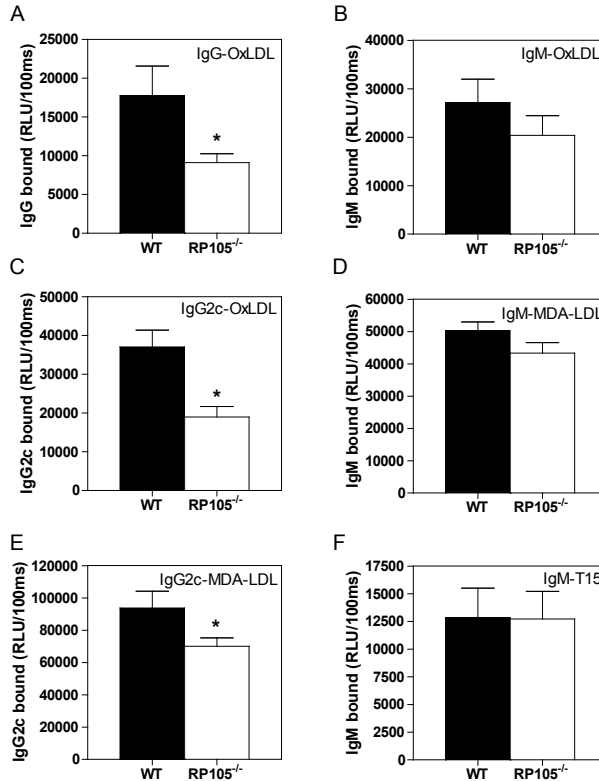 A
IgG bound (RLU/100ms)
25000
20000
15000
10000
5000
0
IgG-OxLDL
*
WT RP105-/-
B
IgM bound (RLU/100ms)
40000
30000
20000
10000
0
IgM-OxLDL
WT RP105-/-
C
IgG2c bound (RLU/100ms)
50000
40000
30000
20000
10000
0
IgG2c-OxLDL
*
WT RP105-/-
D
IgM bound (RLU/100ms)
60000
50000
40000
30000
20000
10000
0
IgM-MDA-LDL
WT RP105-/-
E
IgG2c bound (RLU/100ms)
120000
100000
80000
60000
40000
20000
0
IgG2c-MDA-LDL
*
WT RP105-/-
F
IgM bound (RLU/100ms)
17500
15000
12500
10000
7500
5000
2500
0
IgM-T15
WT RP105-/-